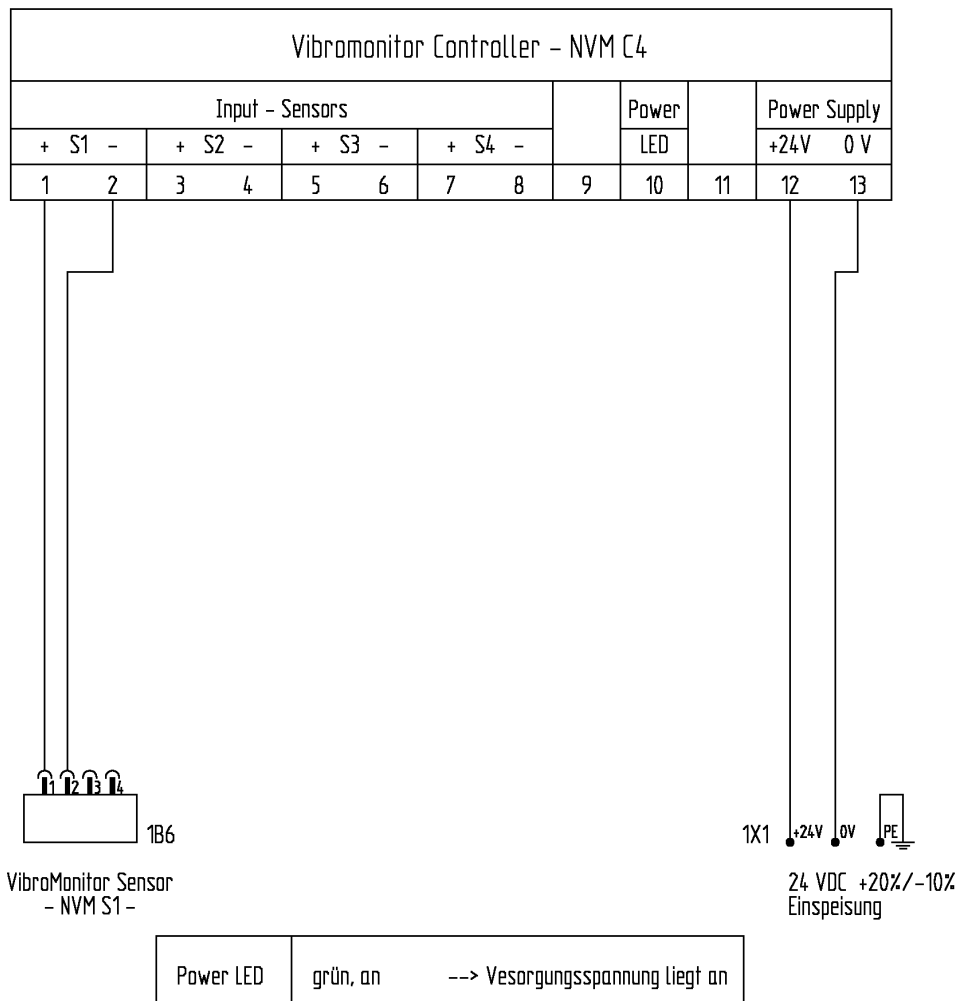 Vibromonitor Controller – NVM C4
Input – Sensors
Power
Power Supply
+ S1 – + S2 – + S3 – + S4 –
LED
+24V 0 V
1 2 3 4 5 6 7 8 9 10 11 12 13
1 2 3 4
1B6
1X1 +24V 0V PE
VibroMonitor Sensor
– NVM S1 –
24 VDC +20%/–10%
Einspeisung
Power LED grün, an --> Vesorgungsspannung liegt an